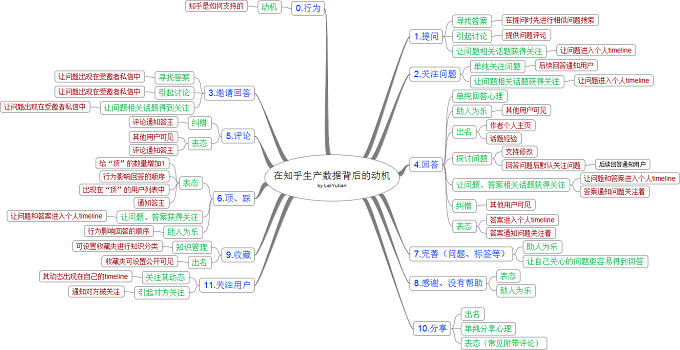 在知乎生产数据背后的动机
by LeiYutian
0.行为
动机
知乎是如何支持的
1.提问
寻找答案
在提问时先进行相似问题搜索
引起讨论
提供问题评论
让问题相关话题获得关注
让问题进入个人timeline
2.关注问题
单纯关注问题
后续回答通知用户
让问题相关话题获得关注
让问题进入个人timeline
3.邀请回答
寻找答案
让问题出现在受邀者私信中
引起讨论
让问题出现在受邀者私信中
让问题相关话题得到关注
让问题出现在受邀者私信中
4.回答
单纯回答心理
助人为乐
其他用户可见
出名
作者个人主页
话题经验
探讨问题
支持修改
回答问题后默认关注问题
后续回答通知用户
让问题、答案相关话题获得关注
让问题和答案进入个人timeline
答案通知问题关注着
纠错
其他用户可见
表态
答案进入个人timeline
答案通知问题关注着
5.评论
纠错
评论通知答主
表态
其他用户可见
评论通知答主
6.顶、踩
表态
给“顶”的数量增加1
行为影响回答的顺序
出现在“顶”的用户列表中
通知答主
让问题、答案获得关注
让问题和答案进入个人timeline
助人为乐
行为影响回答的顺序
7.完善（问题、标签等）
助人为乐
让自己关心的问题更容易得到回答
8.感谢、没有帮助
表态
助人为乐
9.收藏
知识管理
可设置收藏夹进行知识分类
出名
收藏夹可设置公开可见
10.分享
出名
单纯分享心理
表态（常见附带评论）
11.关注用户
关注其动态
其动态出现在自己的timeline
引起对方关注
通知对方被关注